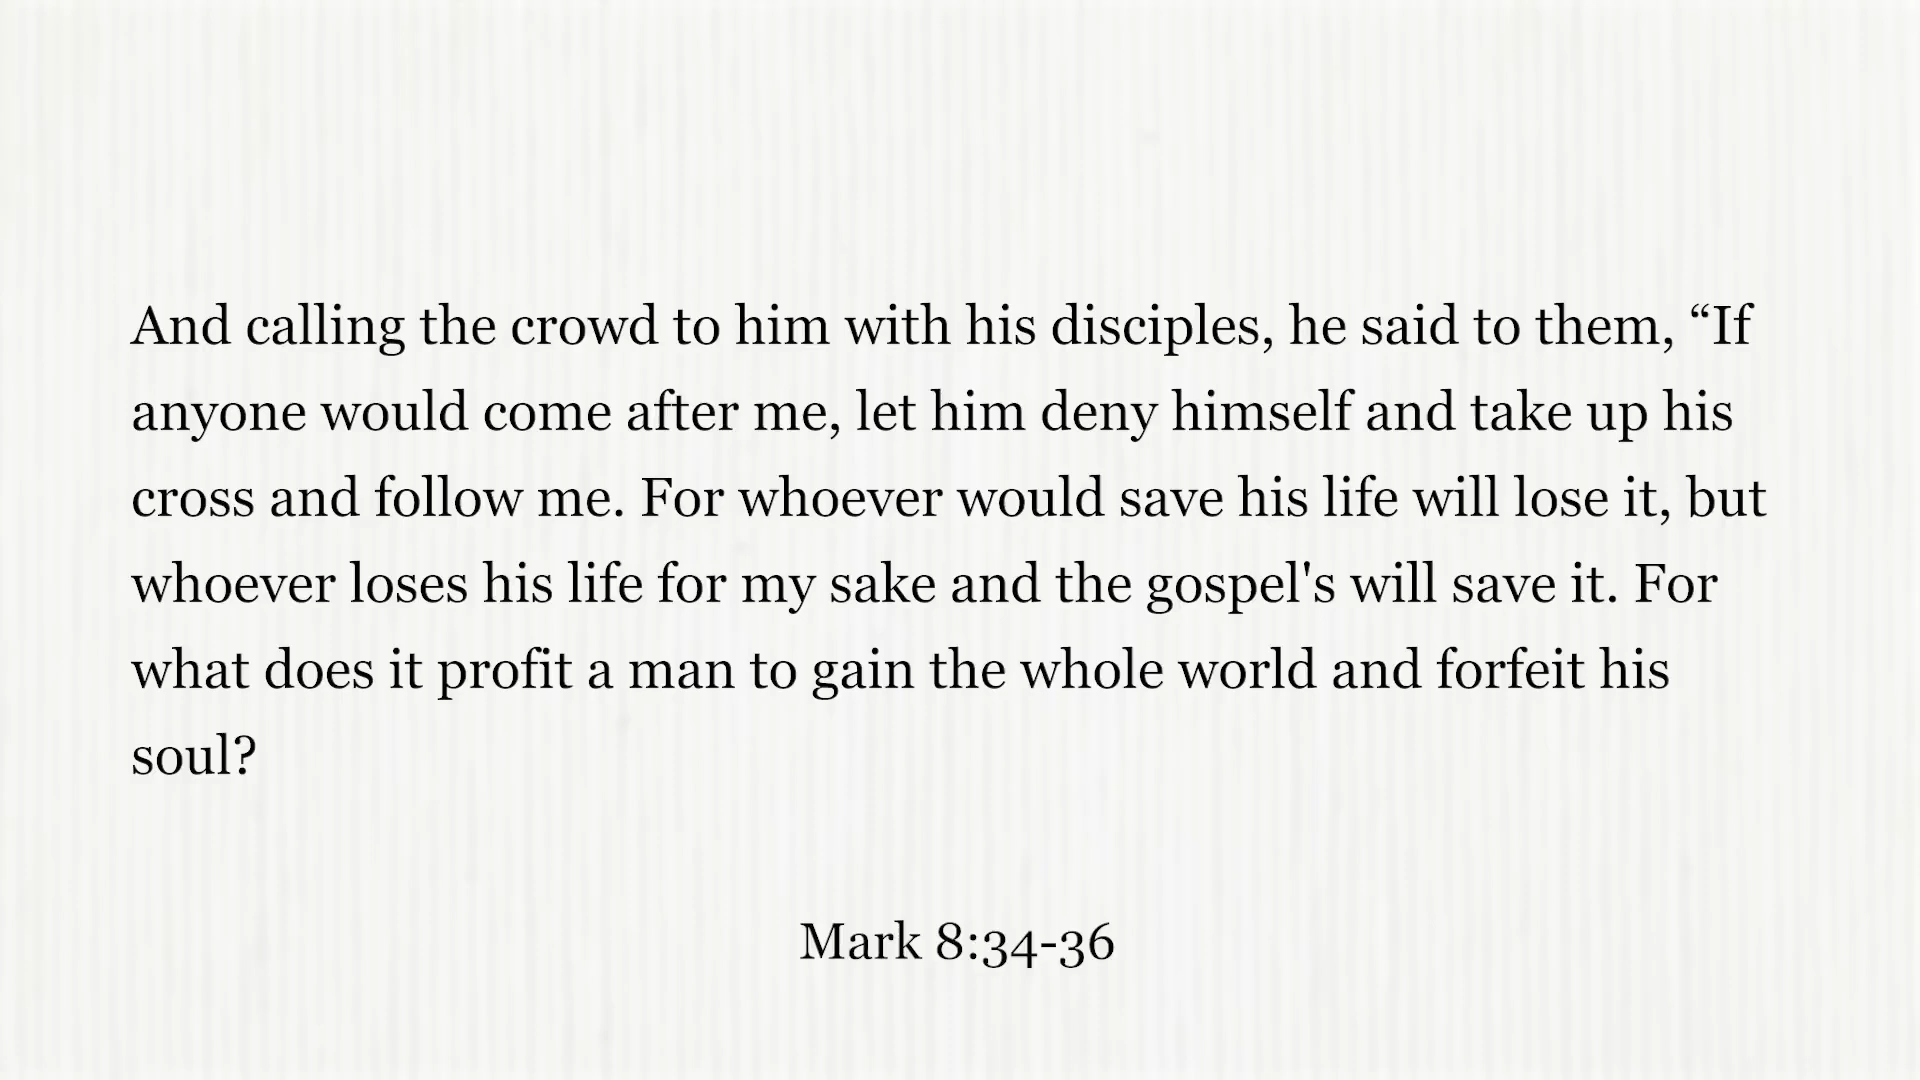 And calling the crowd to him with his disciples, he said to them, “If
anyone would come after me, let him deny himself and take up his
cross and follow me. For whoever would save his life will lose it, but
whoever loses his life for my sake and the gospel's will save it. For
what does it profit a man to gain the whole world and forfeit his
soul?
Mark 8:34-36